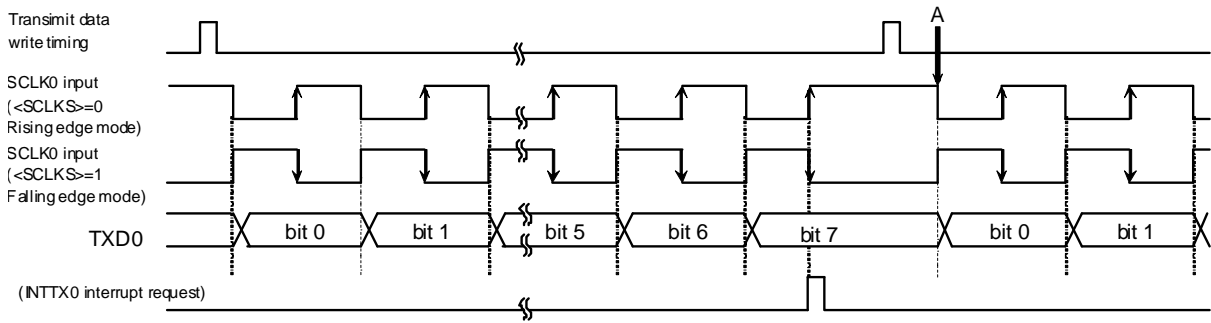 Transimit data
write timing
A
SCLK0 input
(<SCLKS>=0
Rising edge mode)
SCLK0 input
(<SCLKS>=1
Falling edge mode)
TXD0
bit 0 bit 1 bit 5 bit 6 bit 7 bit 0 bit 1
(INTTX0 interrupt request)